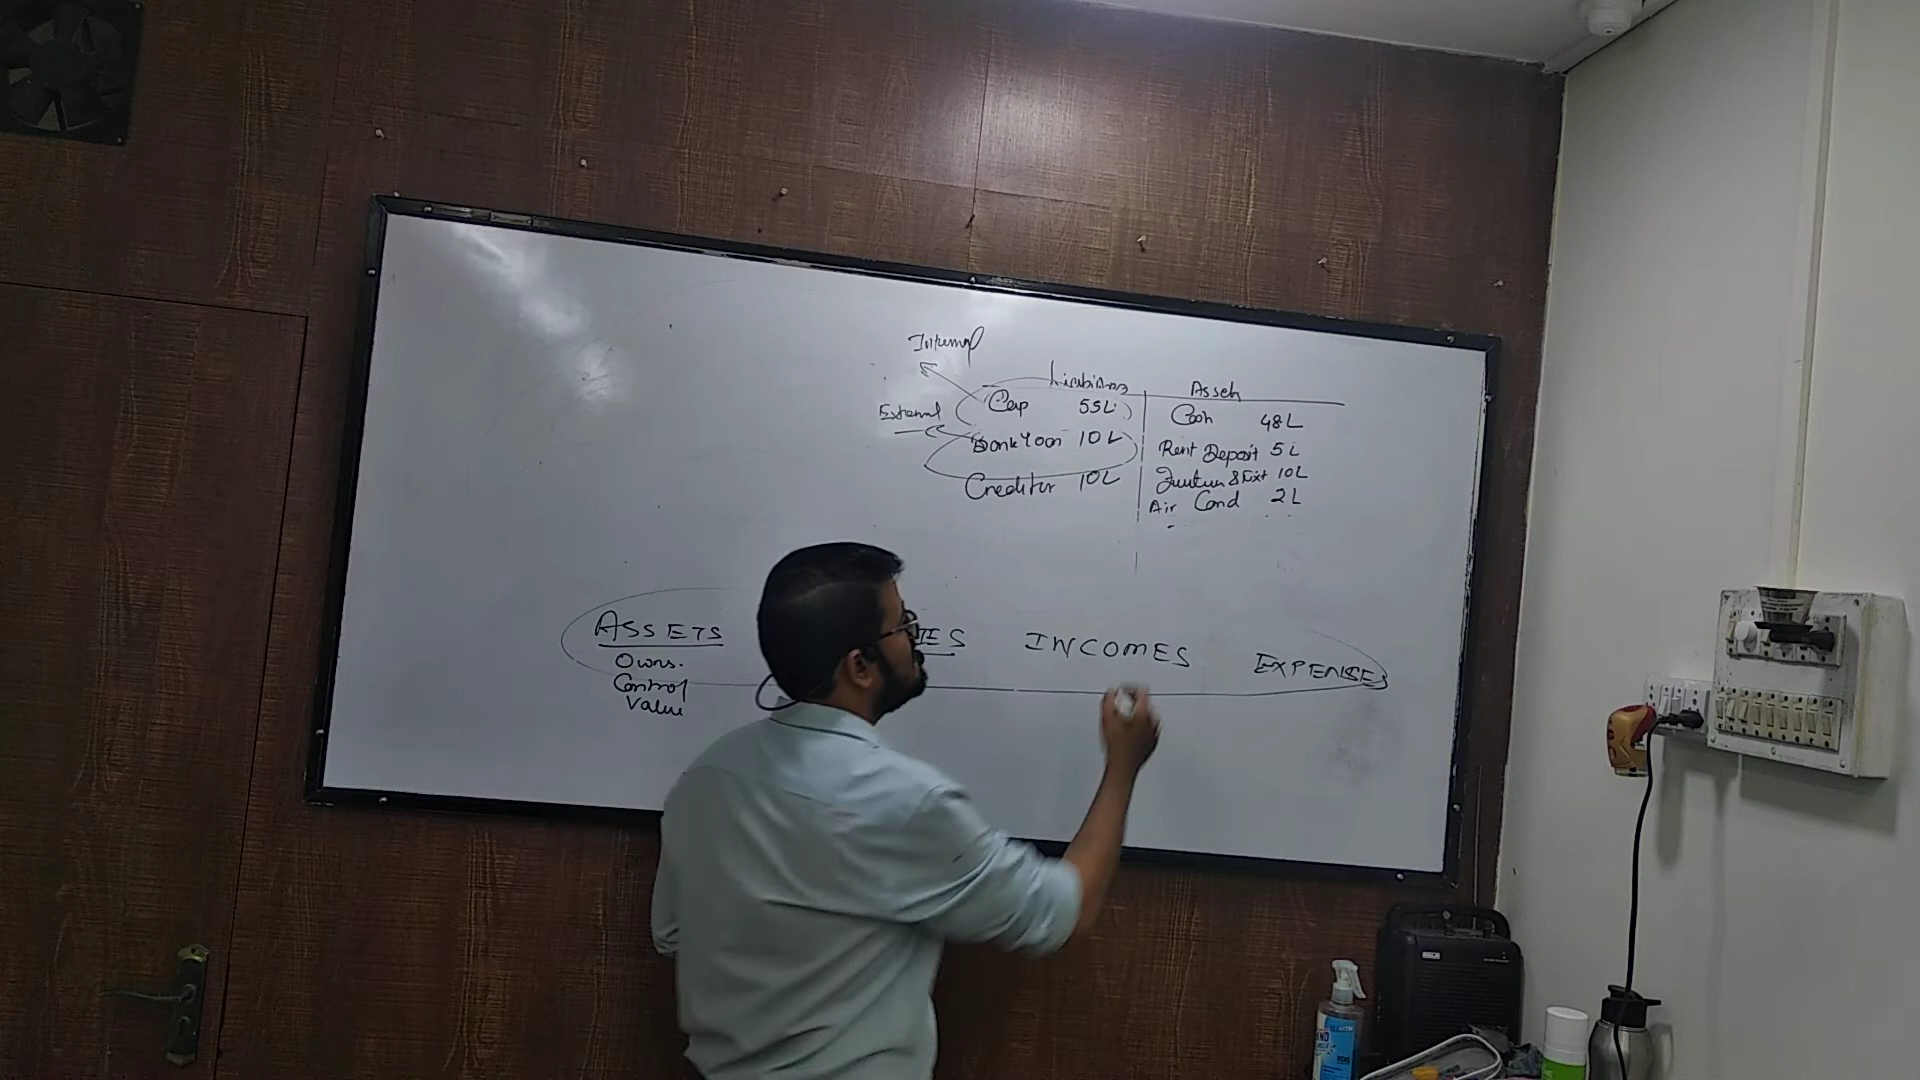 Internal
Liabilities Assets
External
Cap 55L Cash 48L
Bank Loan 10L Rent Deposit 5L
Creditor 10L Furniture & Fixt 10L
Air Cond 2L
ASSETS IES INCOMES EXPENSES
Owns.
Control
Value